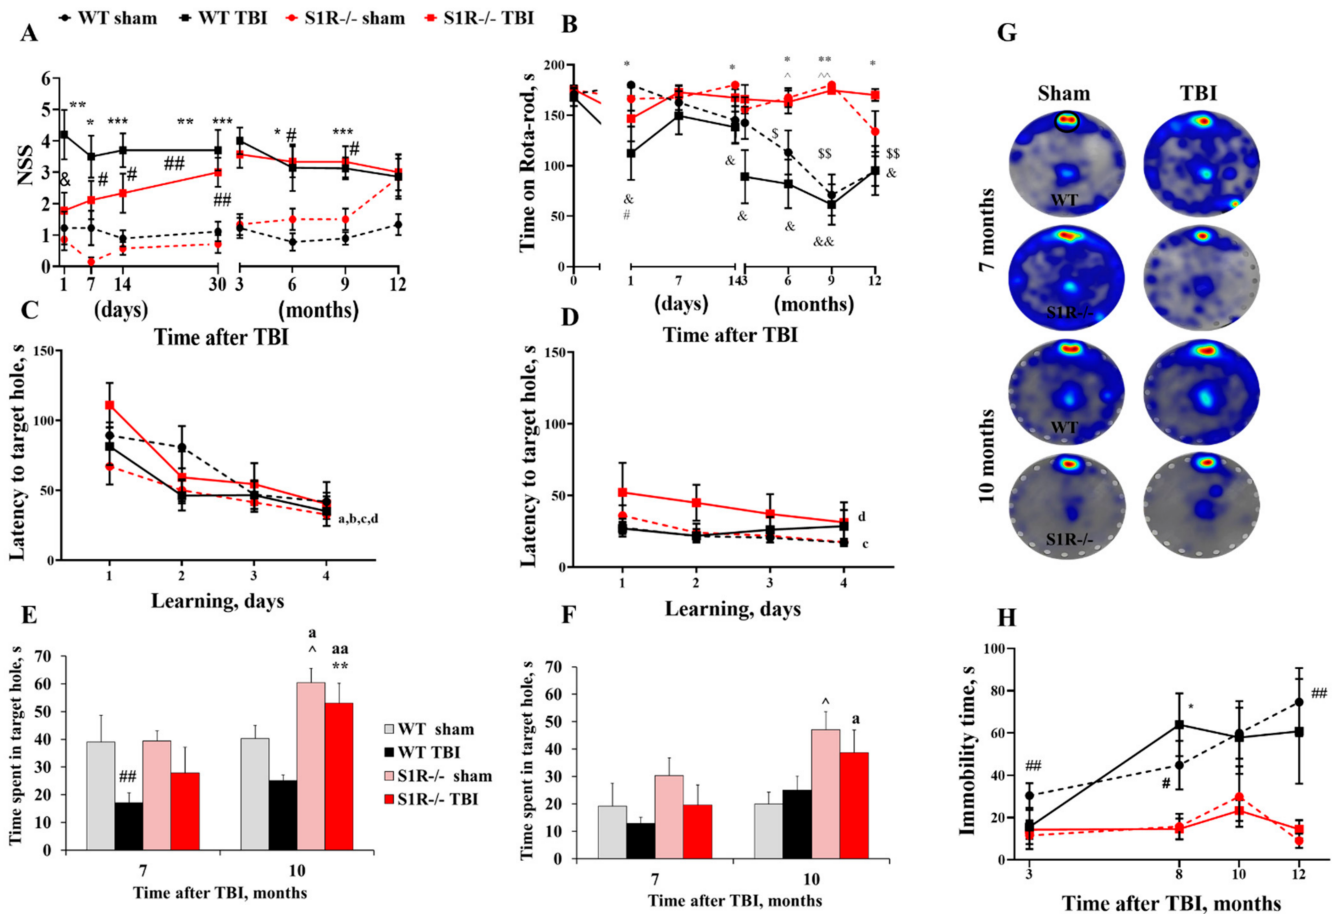 WT sham WT TBI S1R-/- sham S1R-/- TBI
A
NSS
6
5
4
3
2
1
0
** * *** ** *** * # *** #
& # # ## ##
1 7 14 30 3 6 9 12
(days) (months)
Time after TBI
B
Time on Rota-rod, s
200
150
100
50
0
* * * ** *
^ ^^
$ $$ $$
& & &
# & & &&
0 1 7 143 6 9 12
(days) (months)
Time after TBI
C
Latency to target hole, s
150
100
50
0
a,b,c,d
1 2 3 4
Learning, days
D
Latency to target hole, s
150
100
50
0
d
c
1 2 3 4
Learning, days
E
Time spent in target hole, s
70
60
50
40
30
20
10
0
##
a
^
aa
**
7 10
Time after TBI, months
WT sham
WT TBI
S1R-/- sham
S1R-/- TBI
F
Time spent in target hole, s
70
60
50
40
30
20
10
0
^
a
7 10
Time after TBI, months
G
Sham TBI
7 months
WT
S1R-/-
10 months
WT
S1R-/-
H
Immobility time, s
100
80
60
40
20
0
##
*
#
##
3 8 10 12
Time after TBI, months